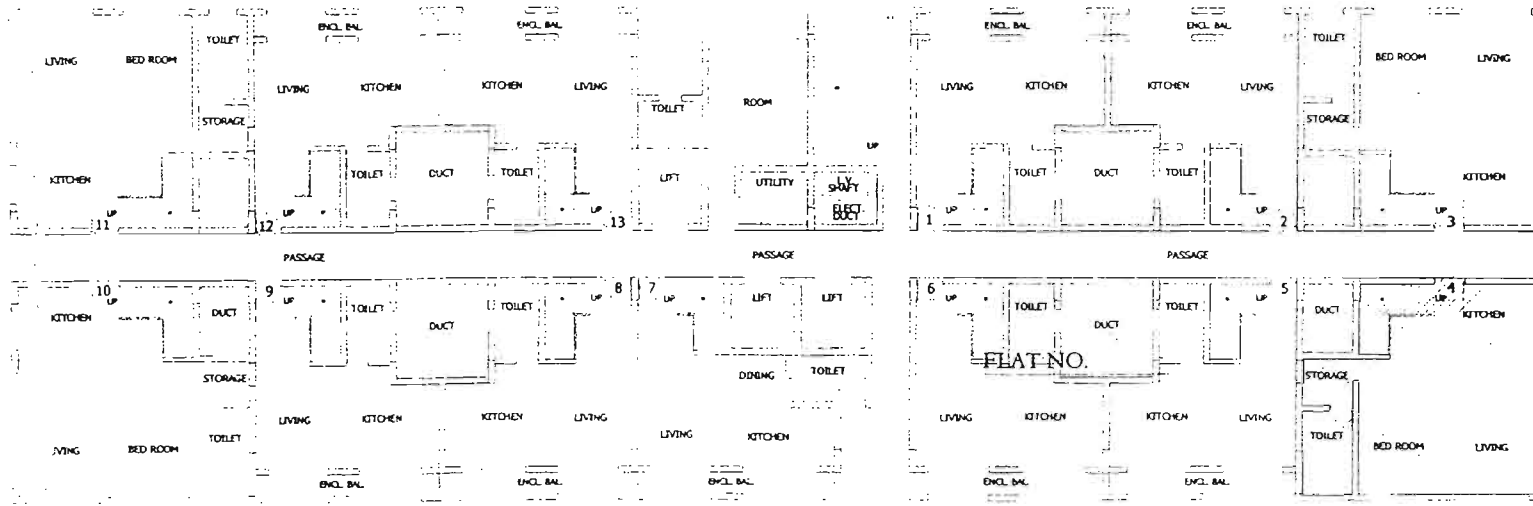 ENCL. BAL.
ENCL. BAL.
ENCL. BAL.
ENCL. BAL.
TOILET
TOILET
LIVING
BED ROOM
BED ROOM
LIVING
LIVING
KITCHEN
KITCHEN
LIVING
LIVING
KITCHEN
KITCHEN
LIVING
TOILET
ROOM
STORAGE
STORAGE
UP
KITCHEN
TOILET
DUCT
TOILET
LIFT
UTILITY
L.V. SHAFT
TOILET
DUCT
TOILET
KITCHEN
ELECT. DUCT
UP
UP
UP
UP
UP
UP
11
12
13
1
2
3
PASSAGE
PASSAGE
PASSAGE
10
9
8
7
6
5
4
UP
UP
UP
UP
UP
UP
UP
LIFT
LIFT
KITCHEN
DUCT
TOILET
DUCT
TOILET
TOILET
DUCT
TOILET
DUCT
KITCHEN
FLAT NO.
STORAGE
DINING
TOILET
STORAGE
LIVING
KITCHEN
KITCHEN
LIVING
LIVING
KITCHEN
LIVING
KITCHEN
KITCHEN
LIVING
LIVING
BED ROOM
TOILET
TOILET
BED ROOM
LIVING
ENCL. BAL.
ENCL. BAL.
ENCL. BAL.
ENCL. BAL.
ENCL. BAL.